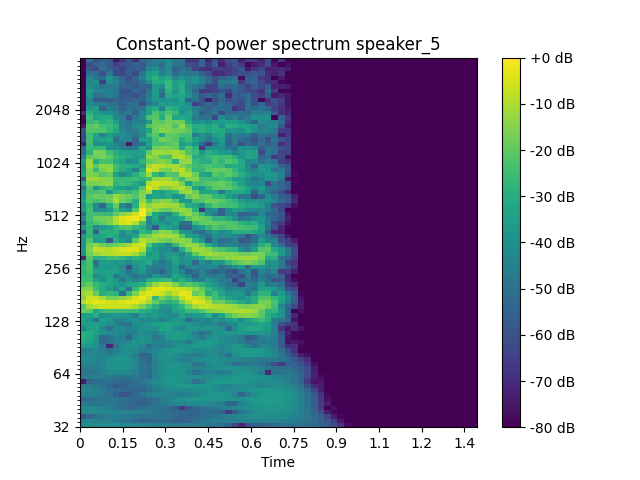 Constant-Q power spectrum speaker_5
Hz
2048
1024
512
256
128
64
32
0 0.15 0.3 0.45 0.6 0.75 0.9 1.1 1.2 1.4
Time
+0 dB
-10 dB
-20 dB
-30 dB
-40 dB
-50 dB
-60 dB
-70 dB
-80 dB